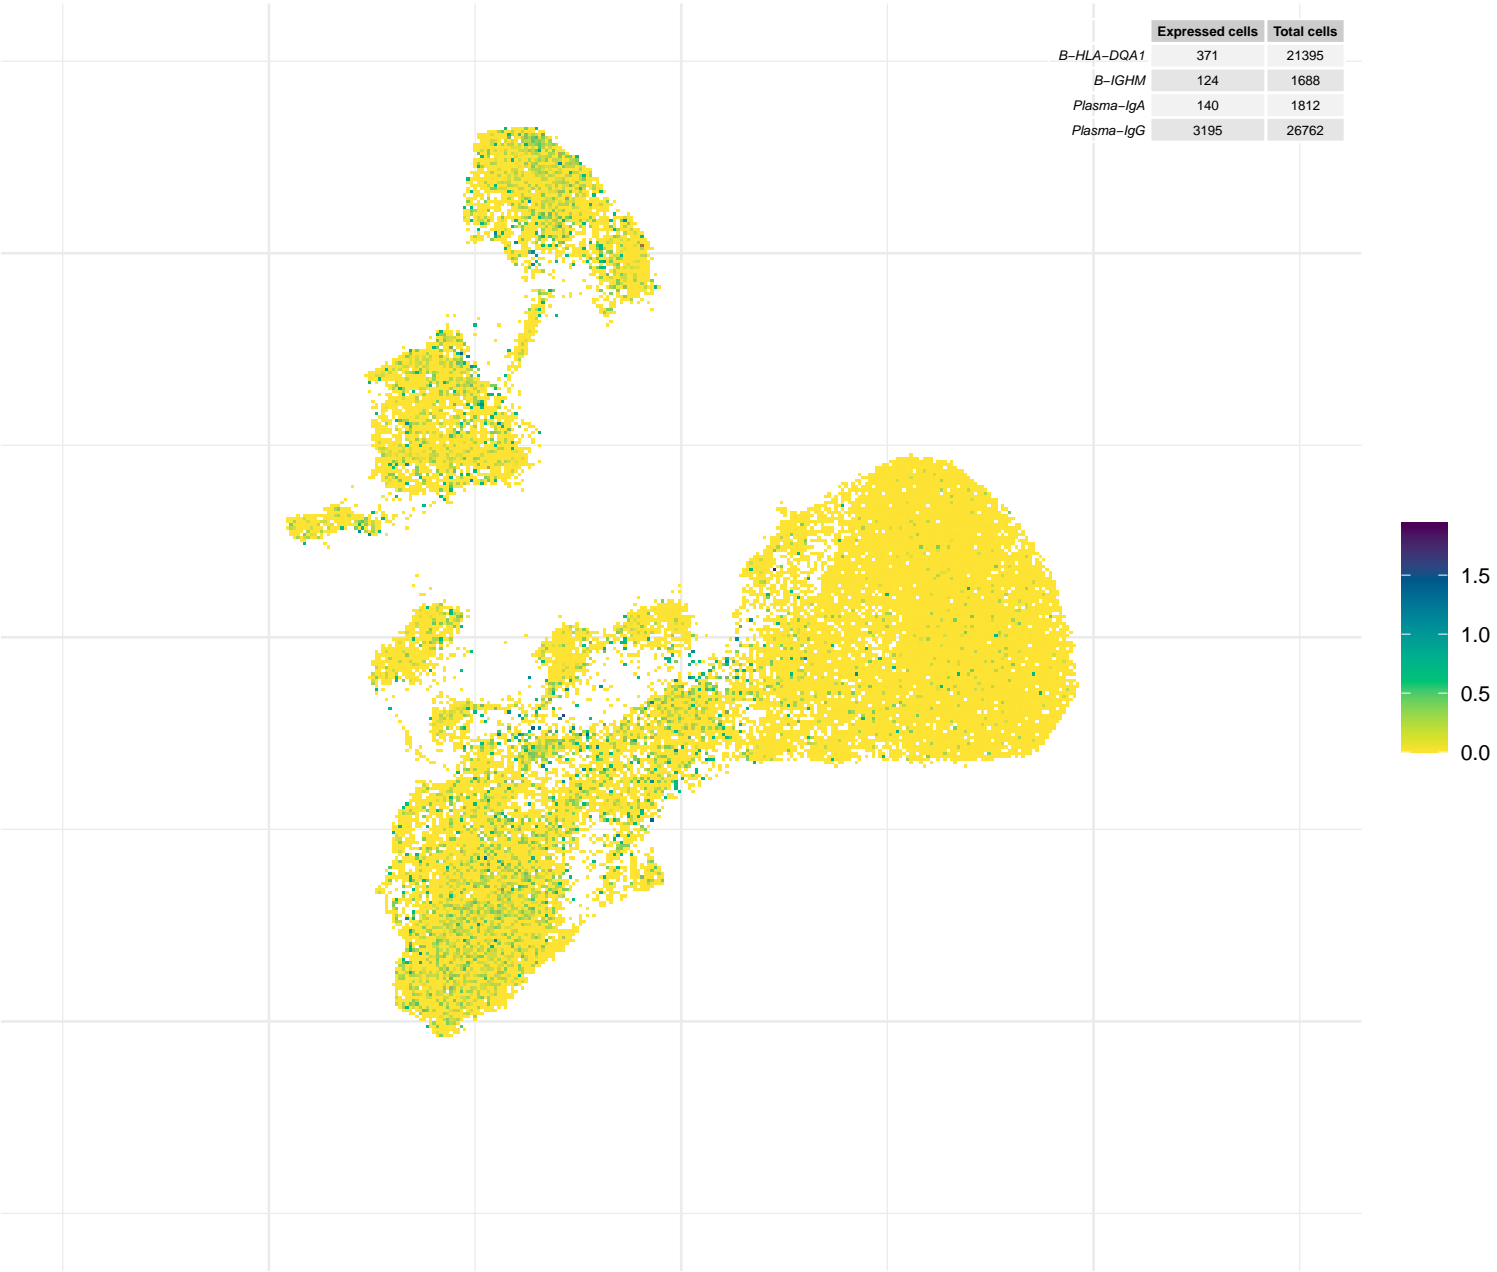 Expressed cells Total cells
B−HLA−DQA1 371 21395
B−IGHM 124 1688
Plasma−IgA 140 1812
Plasma−IgG 3195 26762
1.5
1.0
0.5
0.0